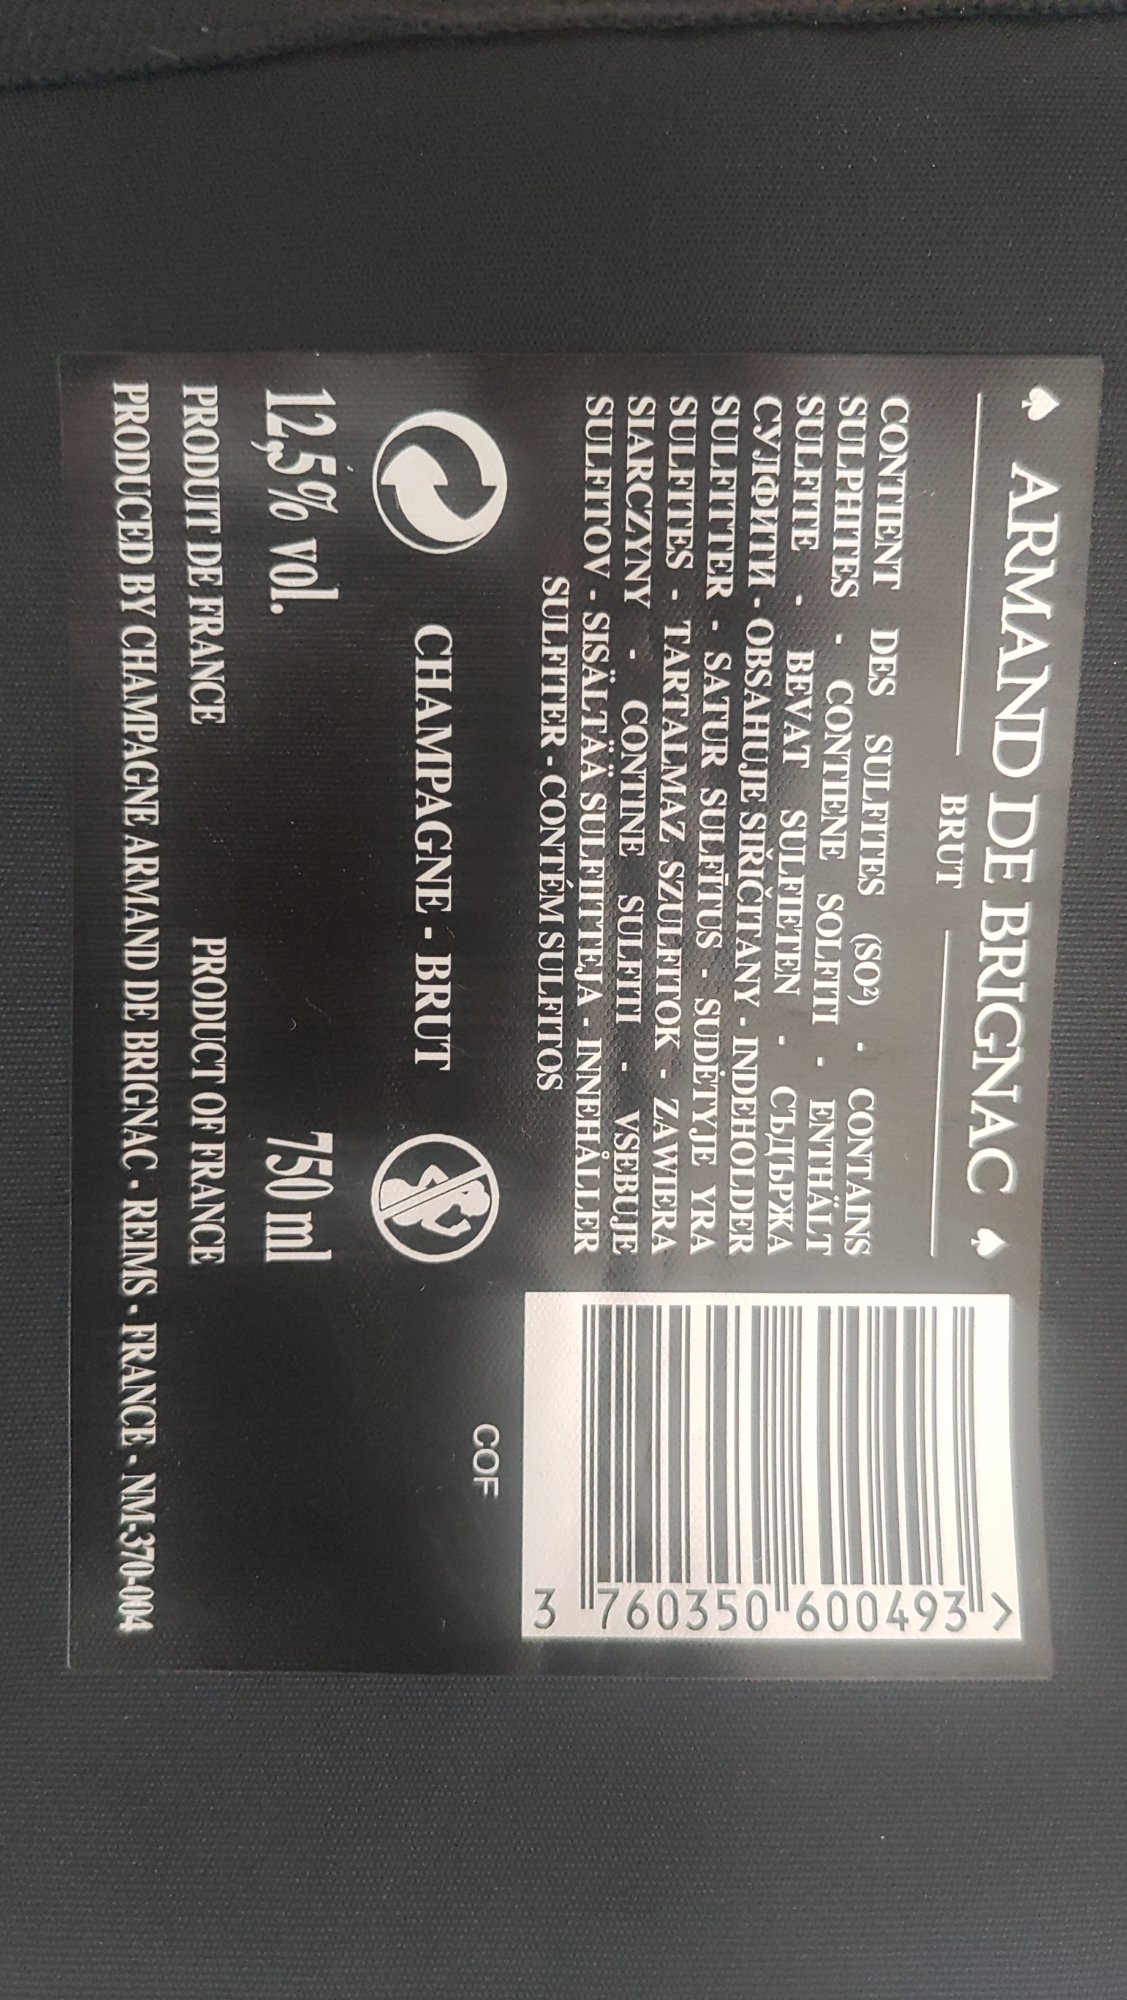 ♠ ARMAND DE BRIGNAC ♠
BRUT
CONTIENT DES SULFITES (SO²) - CONTAINS
SULPHITES - CONTIENE SOLFITI - ENTHÄLT
SULFITE - BEVAT SULFIETEN - СЪДЪРЖА
СУЛФИТИ - OBSAHUJE SIŘIČITANY - INDEHOLDER
SULFITTER - SATUR SULFĪTUS - SUDĖTYJE YRA
SULFITES - TARTALMAZ SZULFITOK - ZAWIERA
SIARCZYNY - CONTINE SULFITI - VSEBUJE
SULFITOV - SISÄLTÄÄ SULFIITTEJA - INNEHÅLLER
SULFITER - CONTÉM SULFITOS
3 760350 600493 >
COF
CHAMPAGNE - BRUT
12,5% vol. 750 ml
PRODUIT DE FRANCE PRODUCT OF FRANCE
PRODUCED BY CHAMPAGNE ARMAND DE BRIGNAC - REIMS - FRANCE - NM-370-004